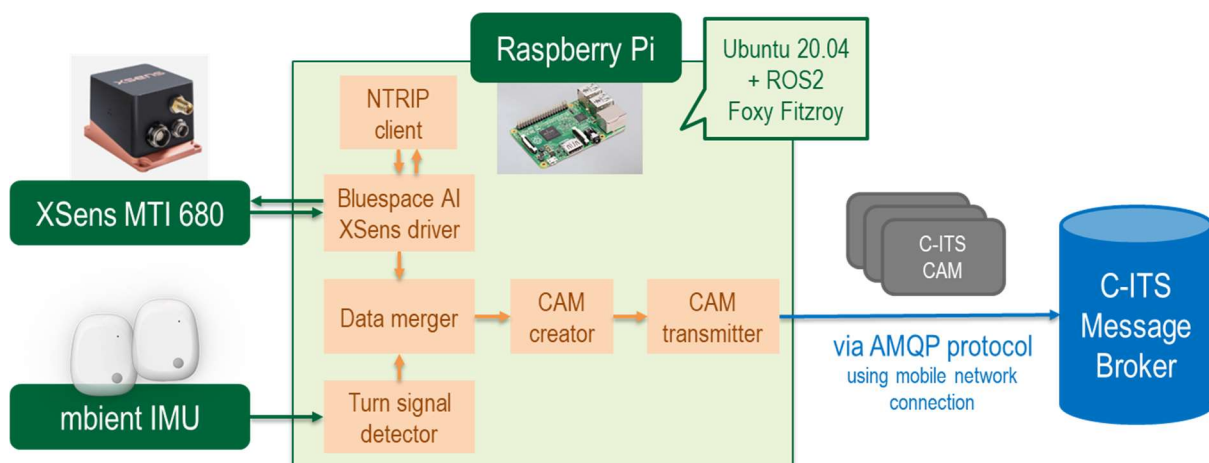 Raspberry Pi
Ubuntu 20.04
+ ROS2
Foxy Fitzroy
xsens
NTRIP
client
XSens MTI 680
Bluespace AI
XSens driver
Data merger
CAM
creator
CAM
transmitter
C-ITS
CAM
via AMQP protocol
using mobile network
connection
C-ITS
Message
Broker
mbient IMU
Turn signal
detector